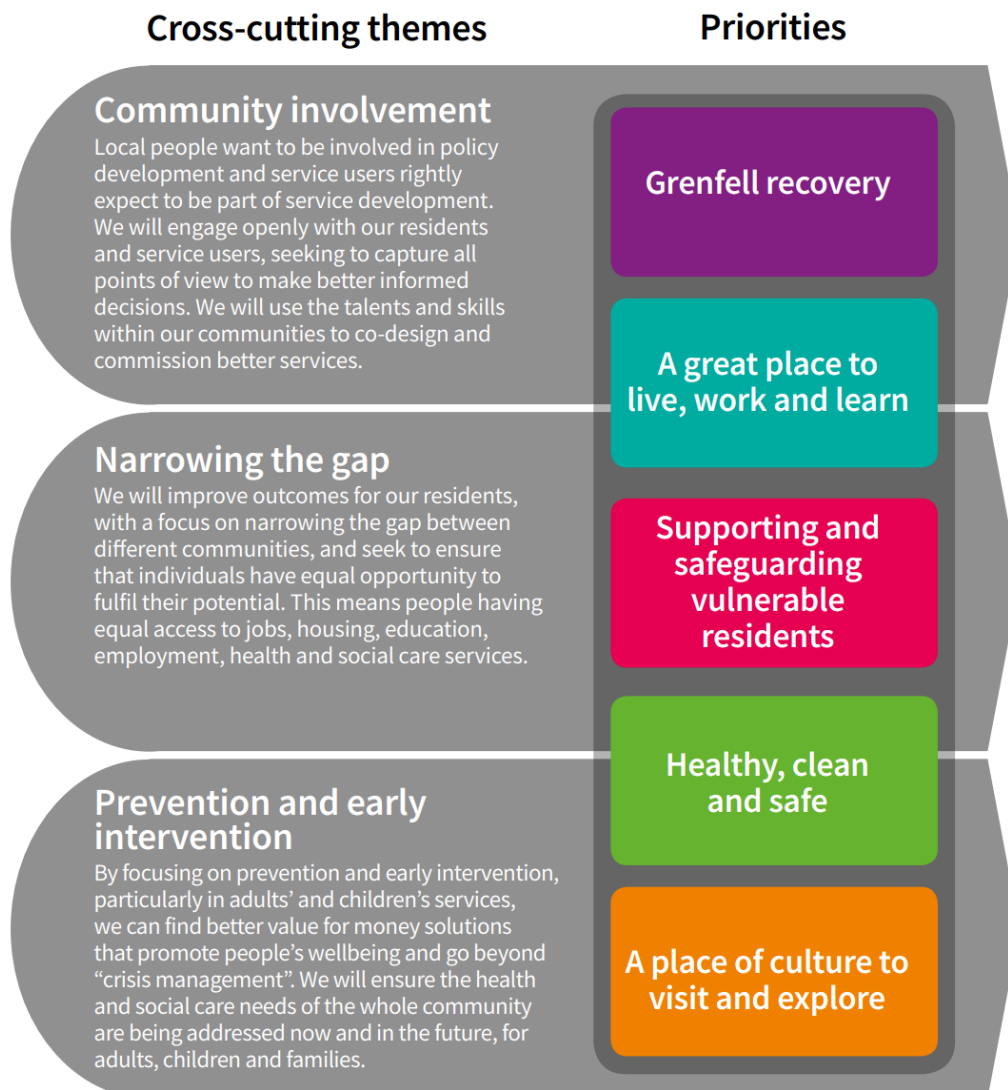 Cross-cutting themes
Priorities
Community involvement
Local people want to be involved in policy
development and service users rightly
expect to be part of service development.
We will engage openly with our residents
and service users, seeking to capture all
points of view to make better informed
decisions. We will use the talents and skills
within our communities to co-design and
commission better services.
Narrowing the gap
We will improve outcomes for our residents,
with a focus on narrowing the gap between
different communities, and seek to ensure
that individuals have equal opportunity to
fulfil their potential. This means people having
equal access to jobs, housing, education,
employment, health and social care services.
Prevention and early
intervention
By focusing on prevention and early intervention,
particularly in adults’ and children’s services,
we can find better value for money solutions
that promote people’s wellbeing and go beyond
“crisis management”. We will ensure the health
and social care needs of the whole community
are being addressed now and in the future, for
adults, children and families.
Grenfell recovery
A great place to
live, work and learn
Supporting and
safeguarding
vulnerable
residents
Healthy, clean
and safe
A place of culture to
visit and explore